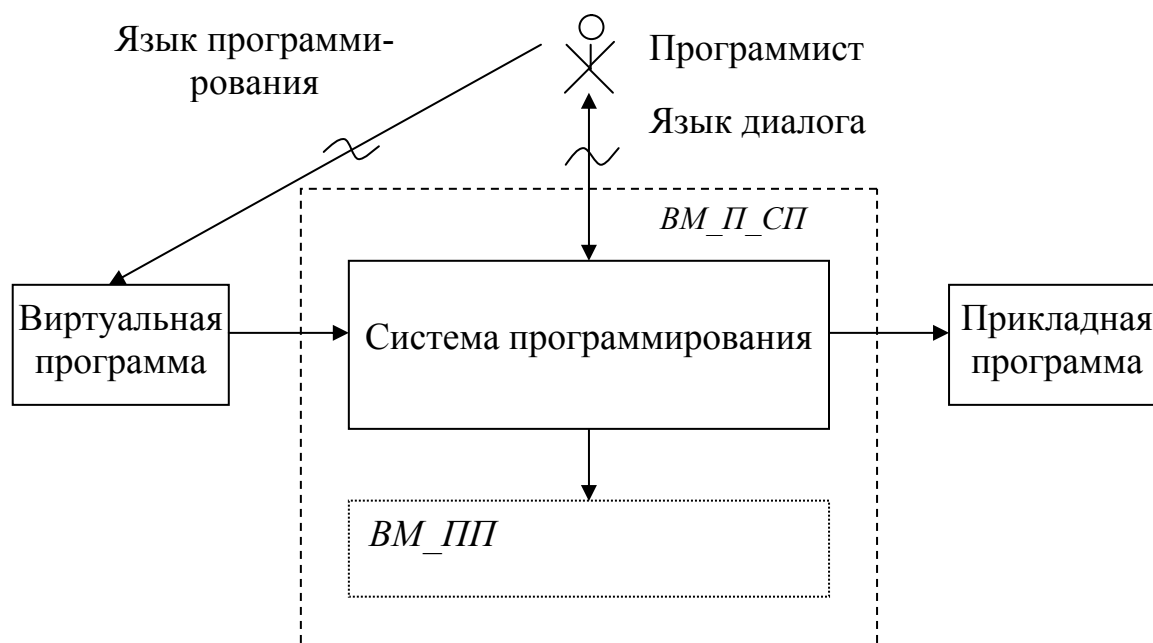 Язык программи-
рования
Программист
Язык диалога
ВМ_П_СП
Виртуальная
программа
Система программирования
Прикладная
программа
ВМ_ПП